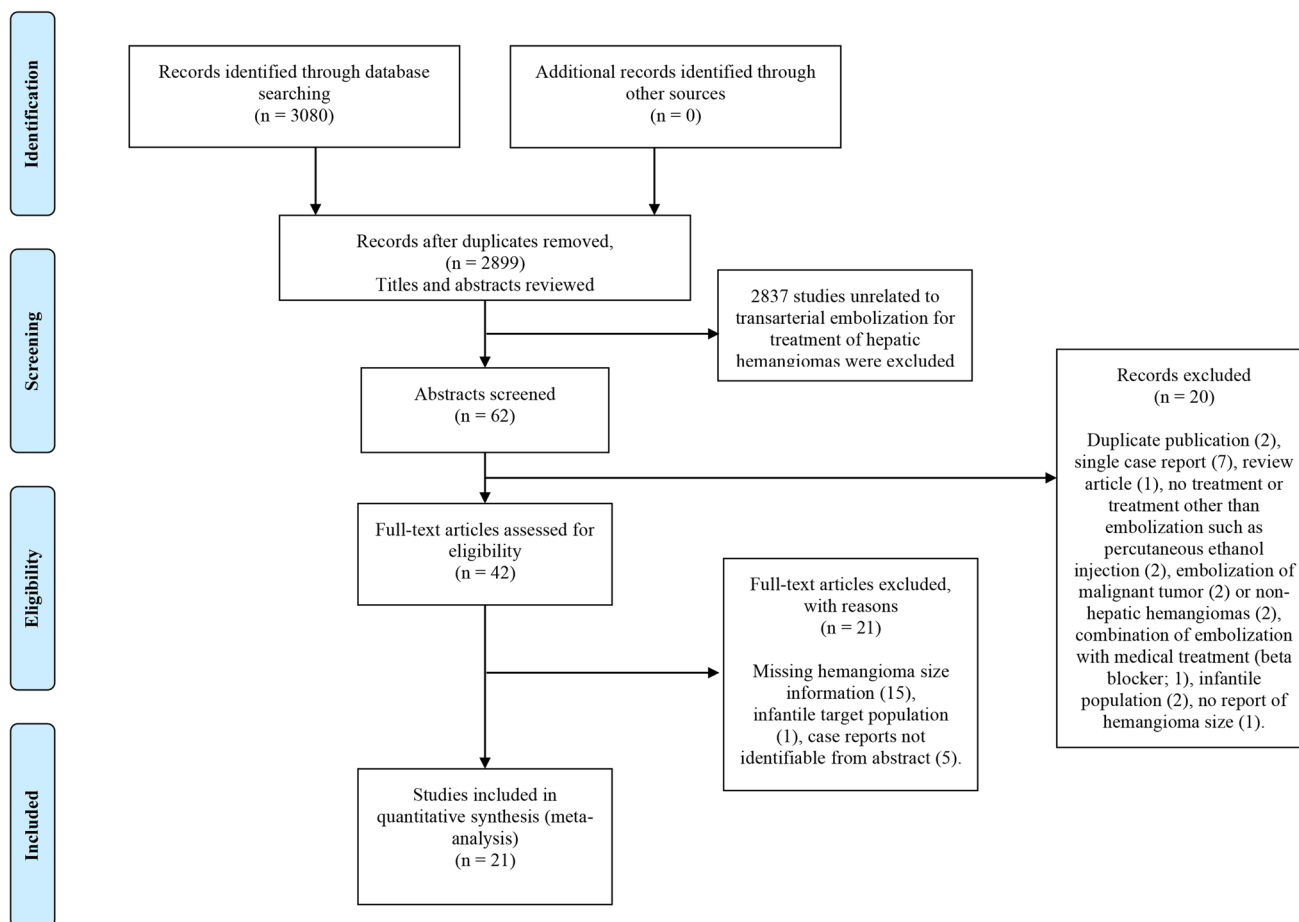 Identification
Records identified through database
searching
(n = 3080)
Additional records identified through
other sources
(n = 0)
Records after duplicates removed,
(n = 2899)
Titles and abstracts reviewed
Screening
2837 studies unrelated to
transarterial embolization for
treatment of hepatic
hemangiomas were excluded
Abstracts screened
(n = 62)
Records excluded
(n = 20)
Duplicate publication (2),
single case report (7), review
article (1), no treatment or
treatment other than
embolization such as
percutaneous ethanol
injection (2), embolization of
malignant tumor (2) or non-
hepatic hemangiomas (2),
combination of embolization
with medical treatment (beta
blocker; 1), infantile
population (2), no report of
hemangioma size (1).
Eligibility
Full-text articles assessed for
eligibility
(n = 42)
Full-text articles excluded,
with reasons
(n = 21)
Missing hemangioma size
information (15),
infantile target population
(1), case reports not
identifiable from abstract (5).
Included
Studies included in
quantitative synthesis (meta-
analysis)
(n = 21)